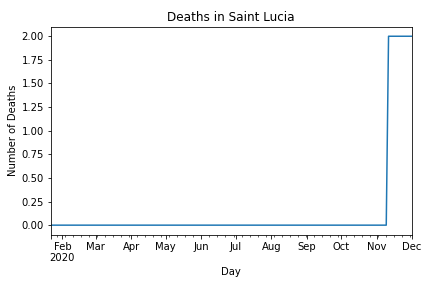 Deaths in Saint Lucia
Number of Deaths
2.00
1.75
1.50
1.25
1.00
0.75
0.50
0.25
0.00
Feb Mar Apr May Jun Jul Aug Sep Oct Nov Dec
2020
Day